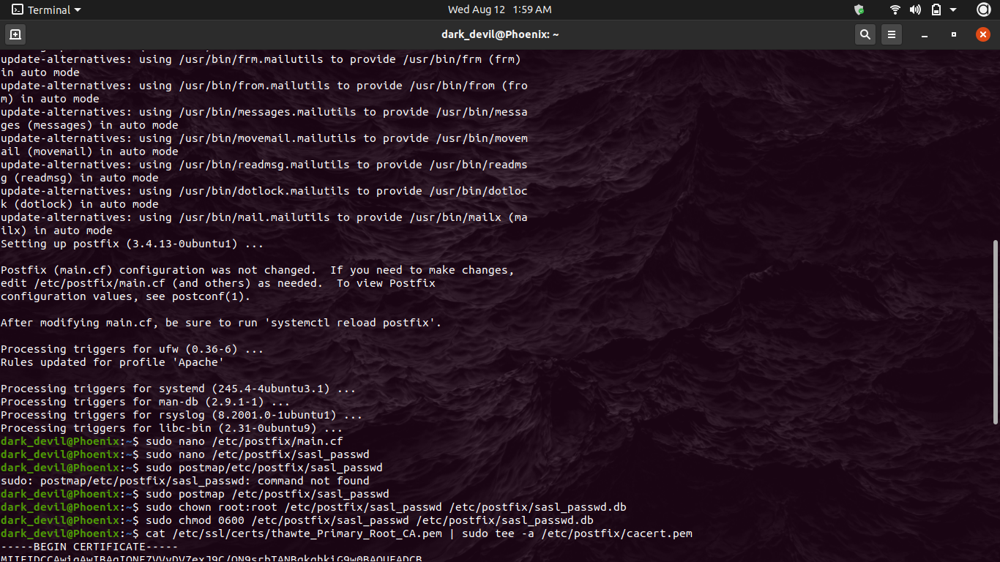 Terminal
Wed Aug 12 1:59 AM
dark_devil@Phoenix: ~
update-alternatives: using /usr/bin/frm.mailutils to provide /usr/bin/frm (frm)
in auto mode
update-alternatives: using /usr/bin/from.mailutils to provide /usr/bin/from (fro
m) in auto mode
update-alternatives: using /usr/bin/messages.mailutils to provide /usr/bin/messa
ges (messages) in auto mode
update-alternatives: using /usr/bin/movemail.mailutils to provide /usr/bin/movem
ail (movemail) in auto mode
update-alternatives: using /usr/bin/readmsg.mailutils to provide /usr/bin/readms
g (readmsg) in auto mode
update-alternatives: using /usr/bin/dotlock.mailutils to provide /usr/bin/dotloc
k (dotlock) in auto mode
update-alternatives: using /usr/bin/mail.mailutils to provide /usr/bin/mailx (ma
ilx) in auto mode
Setting up postfix (3.4.13-0ubuntu1) ...
Postfix (main.cf) configuration was not changed.  If you need to make changes,
edit /etc/postfix/main.cf (and others) as needed.  To view Postfix
configuration values, see postconf(1).
After modifying main.cf, be sure to run 'systemctl reload postfix'.
Processing triggers for ufw (0.36-6) ...
Rules updated for profile 'Apache'
Processing triggers for systemd (245.4-4ubuntu3.1) ...
Processing triggers for man-db (2.9.1-1) ...
Processing triggers for rsyslog (8.2001.0-1ubuntu1) ...
Processing triggers for libc-bin (2.31-0ubuntu9) ...
dark_devil@Phoenix:~$ sudo nano /etc/postfix/main.cf
dark_devil@Phoenix:~$ sudo nano /etc/postfix/sasl_passwd
dark_devil@Phoenix:~$ sudo postmap/etc/postfix/sasl_passwd
sudo: postmap/etc/postfix/sasl_passwd: command not found
dark_devil@Phoenix:~$ sudo postmap /etc/postfix/sasl_passwd
dark_devil@Phoenix:~$ sudo chown root:root /etc/postfix/sasl_passwd /etc/postfix/sasl_passwd.db
dark_devil@Phoenix:~$ sudo chmod 0600 /etc/postfix/sasl_passwd /etc/postfix/sasl_passwd.db
dark_devil@Phoenix:~$ cat /etc/ssl/certs/thawte_Primary_Root_CA.pem | sudo tee -a /etc/postfix/cacert.pem
-----BEGIN CERTIFICATE-----